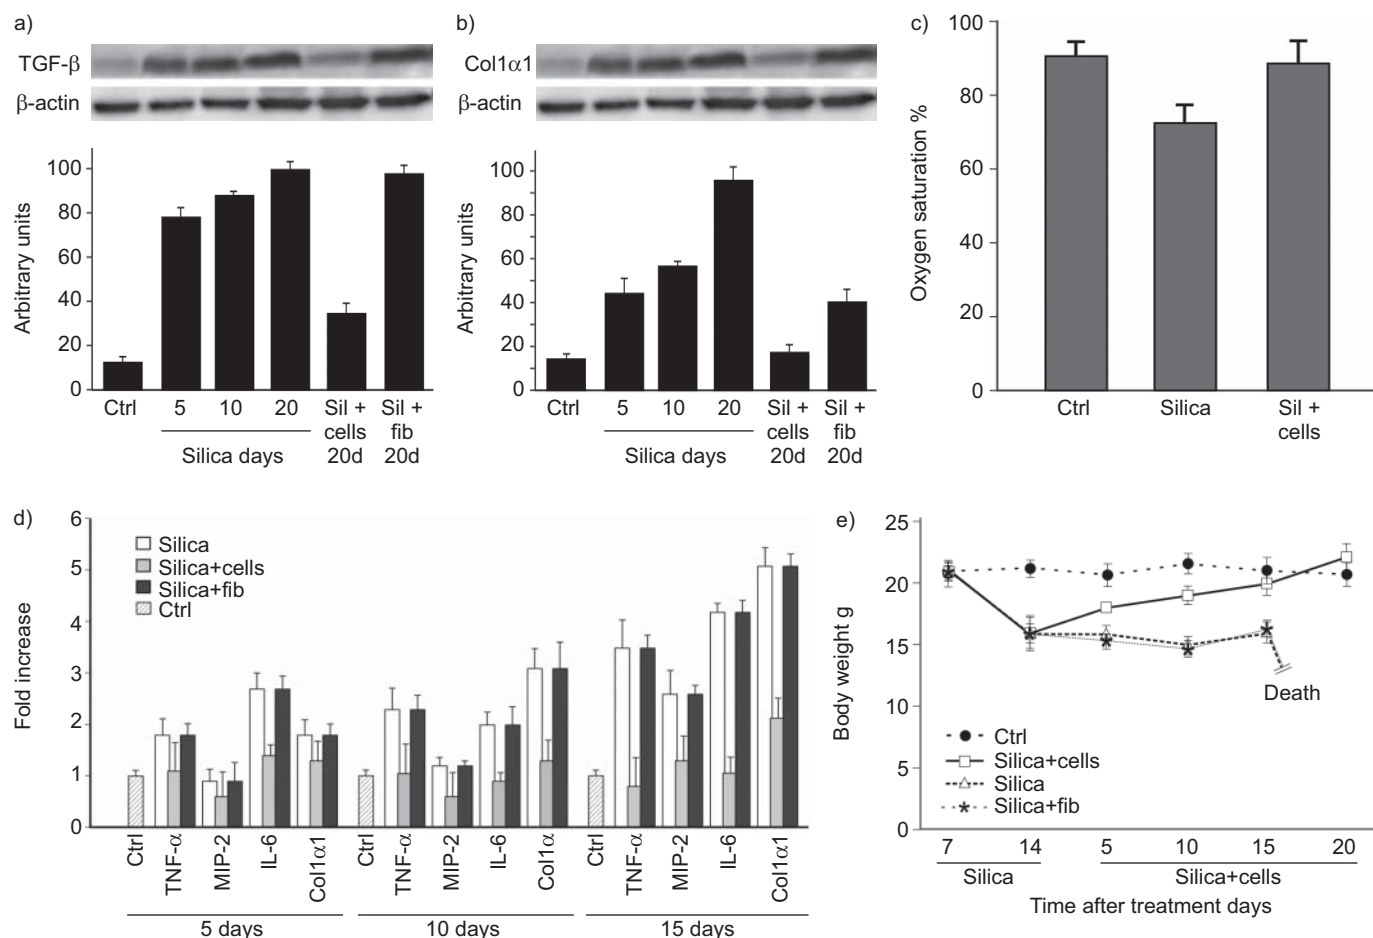 a)
TGF-β
β-actin
Arbitrary units
100
80
60
40
20
0
Ctrl 5 10 20 Sil + cells 20d Sil + fib 20d
Silica days
b)
Col1α1
β-actin
Arbitrary units
100
80
60
40
20
0
Ctrl 5 10 20 Sil + cells 20d Sil + fib 20d
Silica days
c)
Oxygen saturation %
100
80
60
40
20
0
Ctrl Silica Sil + cells
d)
Fold increase
6
5
4
3
2
1
0
Silica
Silica+cells
Silica+fib
Ctrl
Ctrl TNF-α MIP-2 IL-6 Col1α1
5 days
Ctrl TNF-α MIP-2 IL-6 Col1α
10 days
Ctrl TNF-α MIP-2 IL-6 Col1α1
15 days
e)
Body weight g
25
20
15
10
5
0
Death
Ctrl
Silica+cells
Silica
Silica+fib
7 14 5 10 15 20
Silica Silica+cells
Time after treatment days